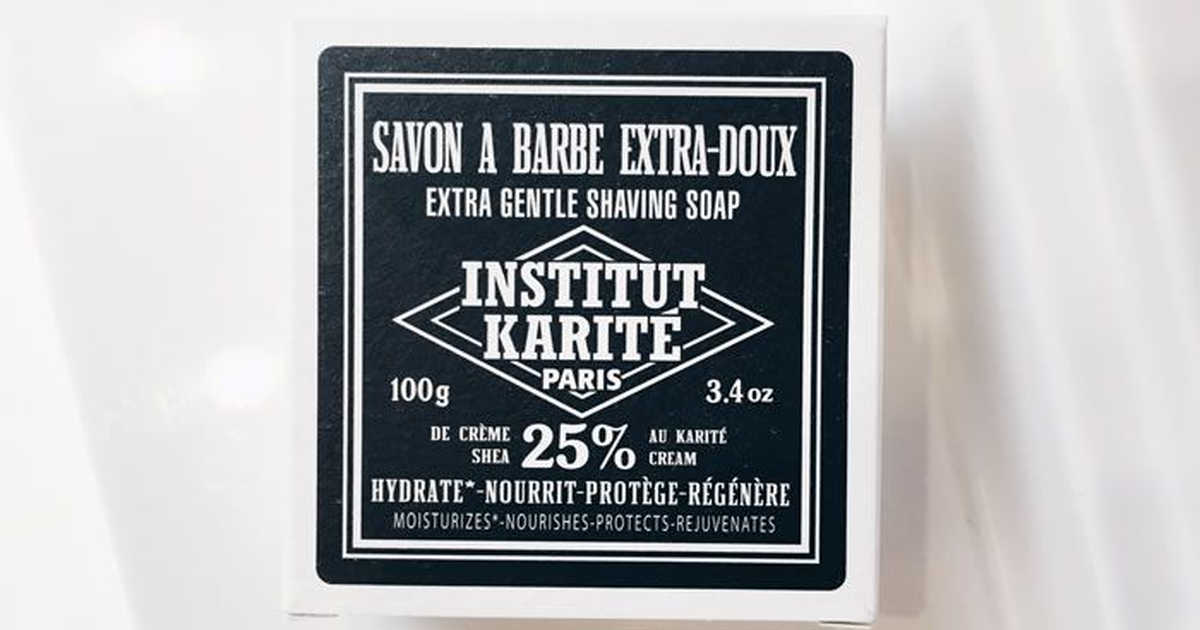 SAVON A BARBE EXTRA-DOUX
EXTRA GENTLE SHAVING SOAP
INSTITUT
KARITÉ
PARIS
100g 3.4 oz
DE CRÈME 25% AU KARITÉ
SHEA CREAM
HYDRATE*-NOURRIT-PROTÈGE-RÉGÉNÈRE
MOISTURIZES*-NOURISHES-PROTECTS-REJUVENATES